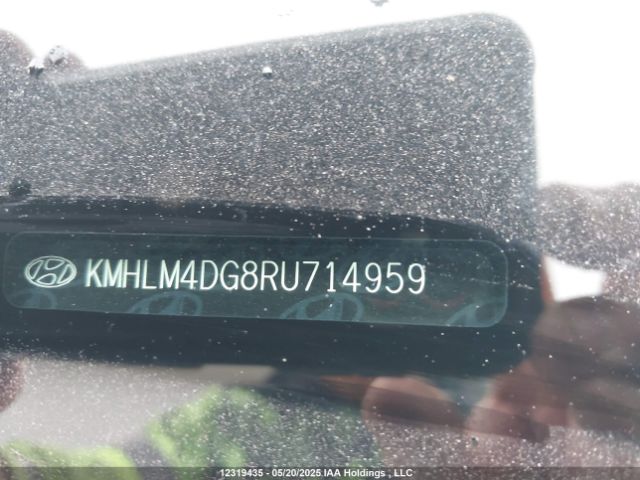 KMHLM4DG8RU714959
12319435 - 05/20/2025 IAA Holdings , LLC